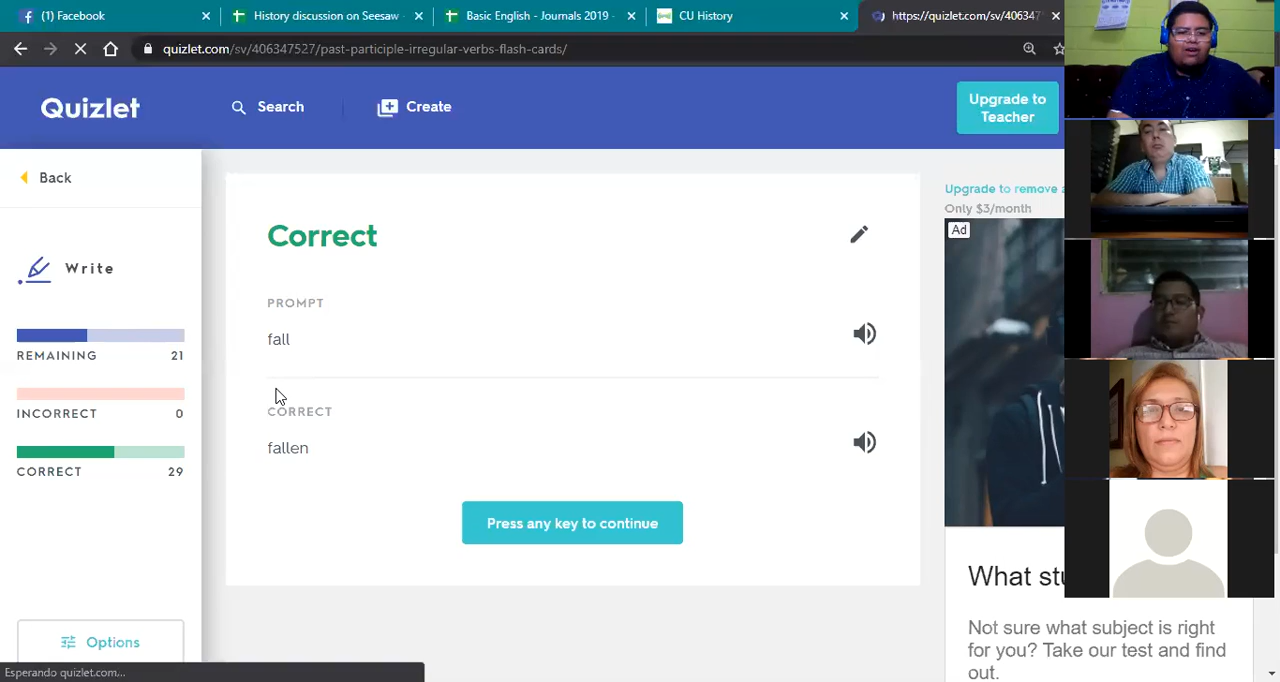 (1) Facebook
History discussion on Seesaw
Basic English - Journals 2019 -
CU History
https://quizlet.com/sv/40634
quizlet.com/sv/406347527/past-participle-irregular-verbs-flash-cards/
Quizlet
Search
Create
Upgrade to
Teacher
Back
Write
REMAINING 21
INCORRECT 0
CORRECT 29
Options
Correct
PROMPT
fall
CORRECT
fallen
Press any key to continue
Upgrade to remove
Only $3/month
Ad
What
Not sure what subject is right
for you? Take our test and find
out.
Esperando quizlet.com...